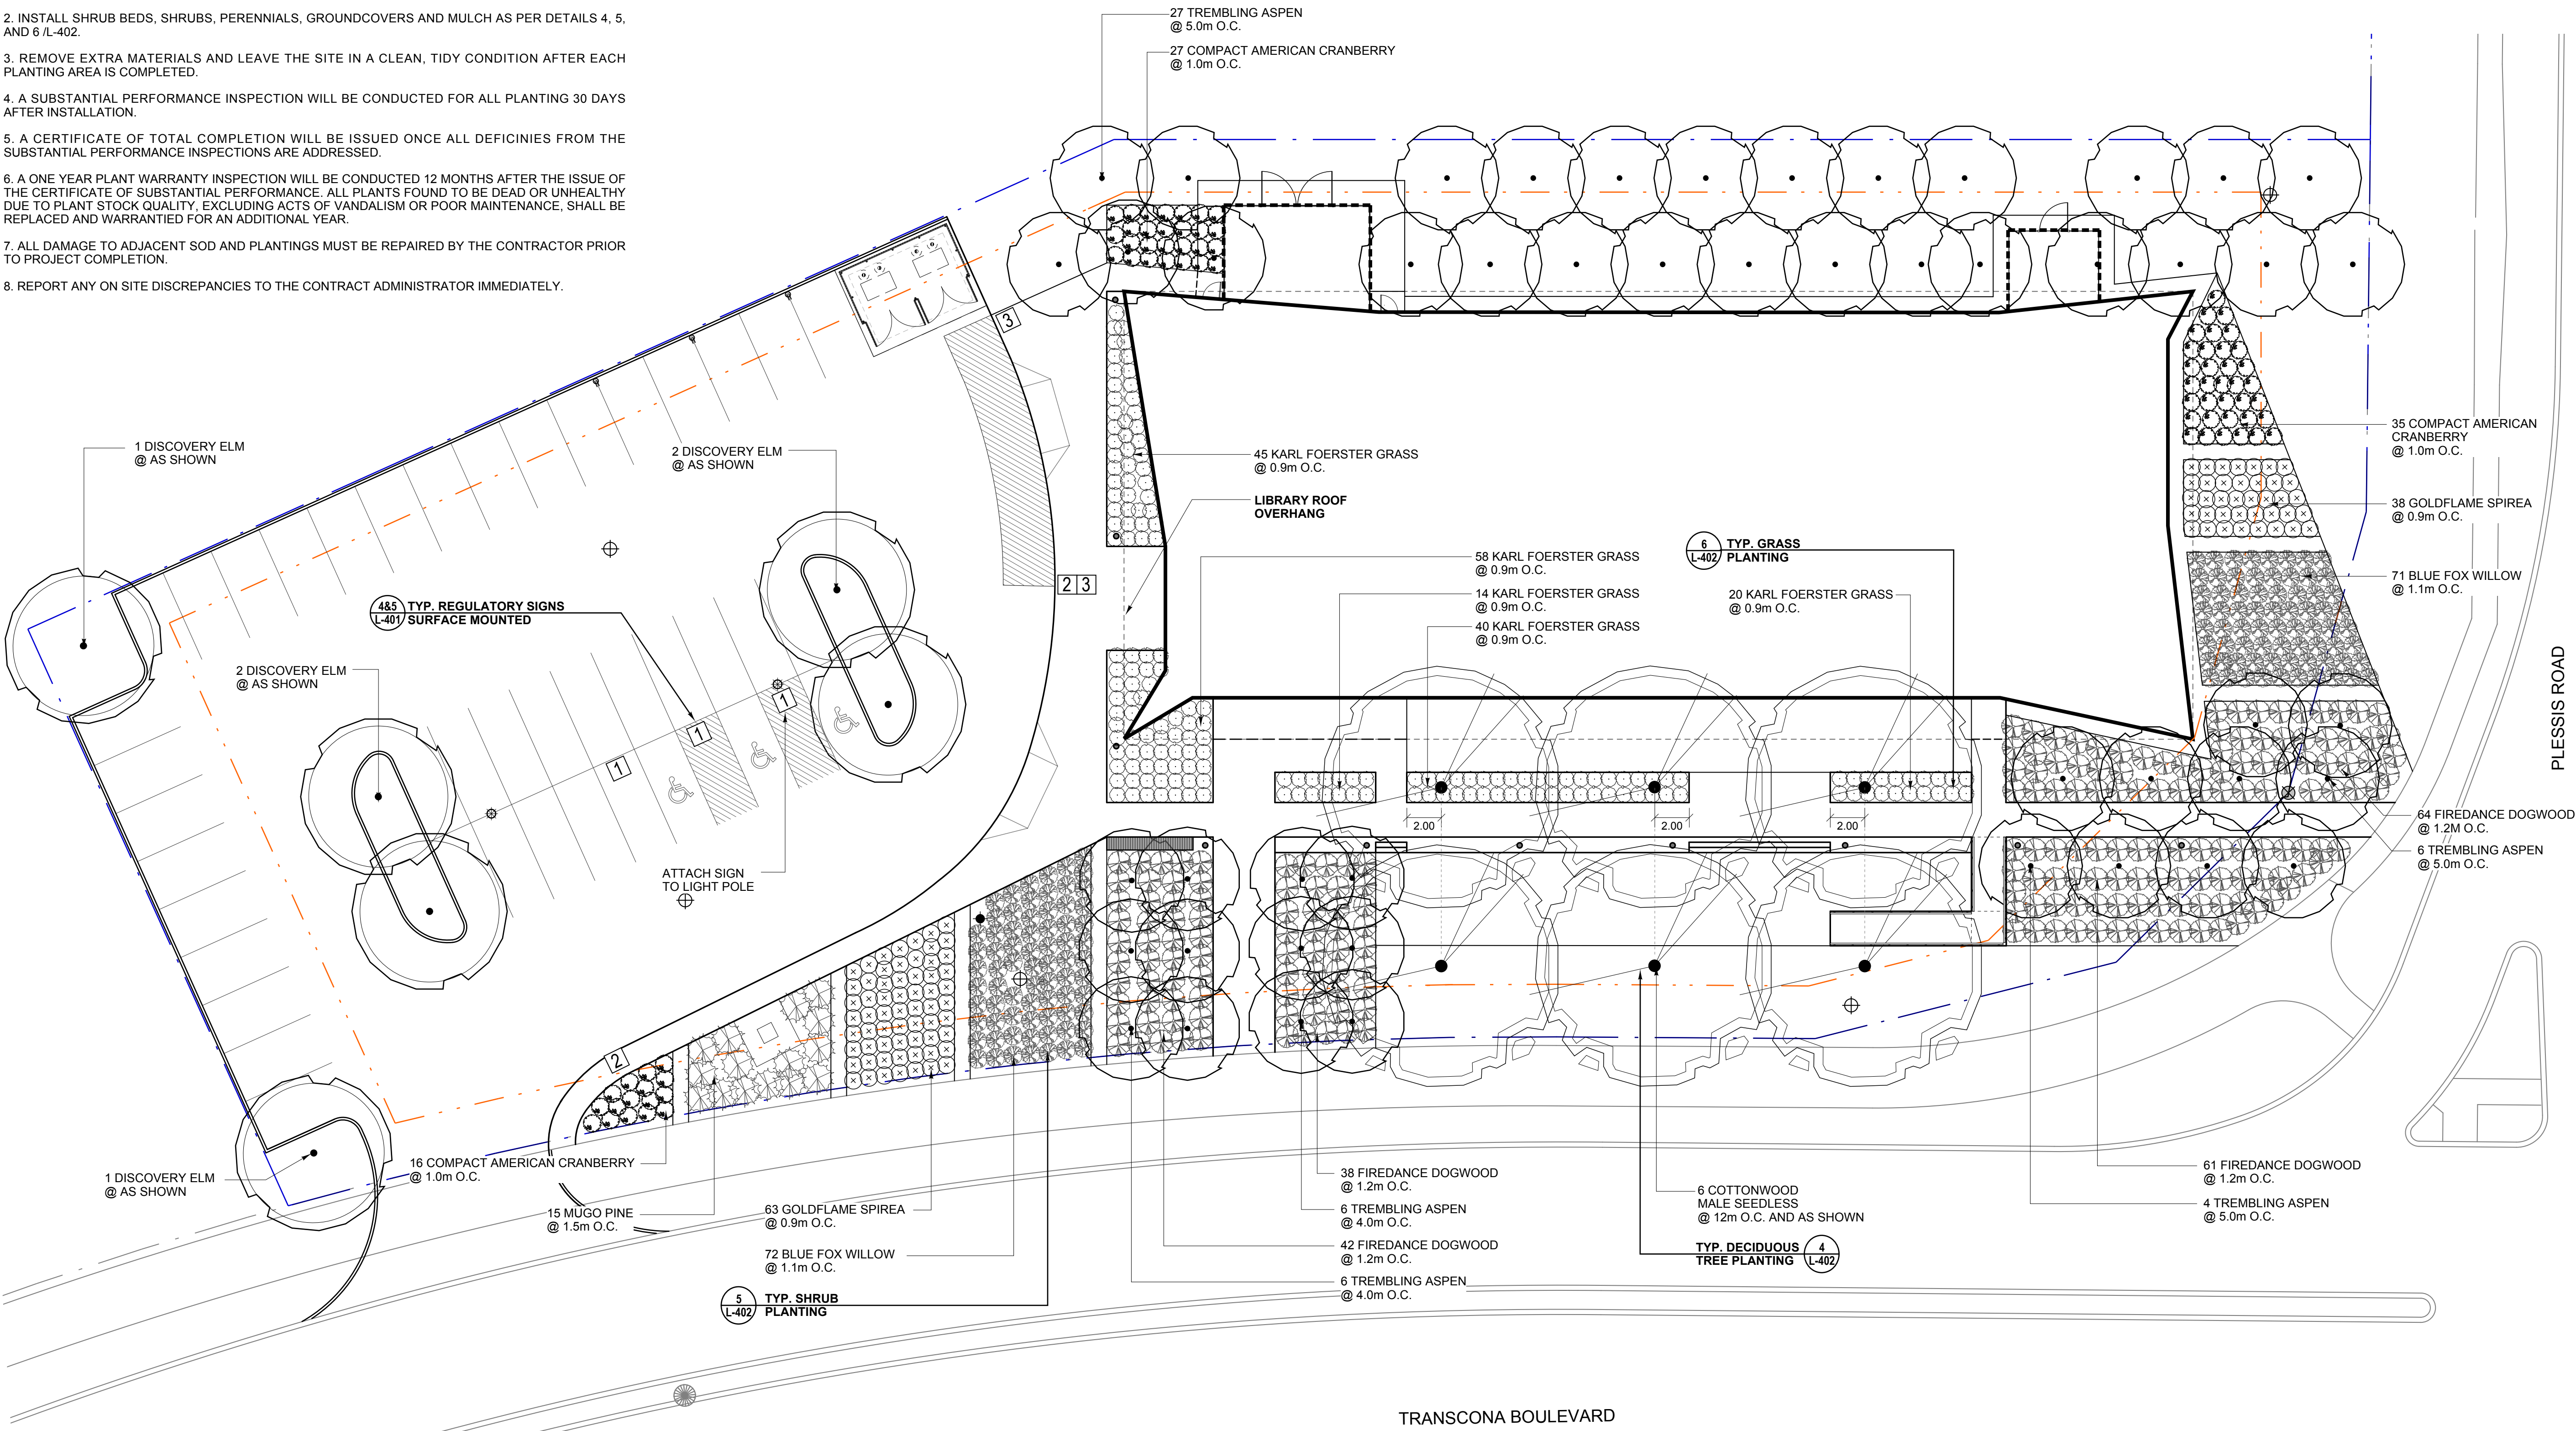 2. INSTALL SHRUB BEDS, SHRUBS, PERENNIALS, GROUNDCOVERS AND MULCH AS PER DETAILS 4, 5,
AND 6 /L-402.
3. REMOVE EXTRA MATERIALS AND LEAVE THE SITE IN A CLEAN, TIDY CONDITION AFTER EACH
PLANTING AREA IS COMPLETED.
4. A SUBSTANTIAL PERFORMANCE INSPECTION WILL BE CONDUCTED FOR ALL PLANTING 30 DAYS
AFTER INSTALLATION.
5. A CERTIFICATE OF TOTAL COMPLETION WILL BE ISSUED ONCE ALL DEFICINIES FROM THE
SUBSTANTIAL PERFORMANCE INSPECTIONS ARE ADDRESSED.
6. A ONE YEAR PLANT WARRANTY INSPECTION WILL BE CONDUCTED 12 MONTHS AFTER THE ISSUE OF
THE CERTIFICATE OF SUBSTANTIAL PERFORMANCE. ALL PLANTS FOUND TO BE DEAD OR UNHEALTHY
DUE TO PLANT STOCK QUALITY, EXCLUDING ACTS OF VANDALISM OR POOR MAINTENANCE, SHALL BE
REPLACED AND WARRANTIED FOR AN ADDITIONAL YEAR.
7. ALL DAMAGE TO ADJACENT SOD AND PLANTINGS MUST BE REPAIRED BY THE CONTRACTOR PRIOR
TO PROJECT COMPLETION.
8. REPORT ANY ON SITE DISCREPANCIES TO THE CONTRACT ADMINISTRATOR IMMEDIATELY.
27 TREMBLING ASPEN
@ 5.0m O.C.
27 COMPACT AMERICAN CRANBERRY
@ 1.0m O.C.
3
1 DISCOVERY ELM
@ AS SHOWN
2 DISCOVERY ELM
@ AS SHOWN
45 KARL FOERSTER GRASS
@ 0.9m O.C.
LIBRARY ROOF
OVERHANG
35 COMPACT AMERICAN
CRANBERRY
@ 1.0m O.C.
38 GOLDFLAME SPIREA
@ 0.9m O.C.
71 BLUE FOX WILLOW
@ 1.1m O.C.
58 KARL FOERSTER GRASS
@ 0.9m O.C.
14 KARL FOERSTER GRASS
@ 0.9m O.C.
40 KARL FOERSTER GRASS
@ 0.9m O.C.
6
L-402
TYP. GRASS
PLANTING
20 KARL FOERSTER GRASS
@ 0.9m O.C.
2 3
4&5
L-401
TYP. REGULATORY SIGNS
SURFACE MOUNTED
2 DISCOVERY ELM
@ AS SHOWN
1
1
1
ATTACH SIGN
TO LIGHT POLE
2.00
2.00
2.00
PLESSIS ROAD
64 FIREDANCE DOGWOOD
@ 1.2M O.C.
6 TREMBLING ASPEN
@ 5.0m O.C.
2
1 DISCOVERY ELM
@ AS SHOWN
16 COMPACT AMERICAN CRANBERRY
@ 1.0m O.C.
15 MUGO PINE
@ 1.5m O.C.
63 GOLDFLAME SPIREA
@ 0.9m O.C.
72 BLUE FOX WILLOW
@ 1.1m O.C.
5
L-402
TYP. SHRUB
PLANTING
38 FIREDANCE DOGWOOD
@ 1.2m O.C.
6 TREMBLING ASPEN
@ 4.0m O.C.
42 FIREDANCE DOGWOOD
@ 1.2m O.C.
6 TREMBLING ASPEN
@ 4.0m O.C.
6 COTTONWOOD
MALE SEEDLESS
@ 12m O.C. AND AS SHOWN
TYP. DECIDUOUS
TREE PLANTING
4
L-402
61 FIREDANCE DOGWOOD
@ 1.2m O.C.
4 TREMBLING ASPEN
@ 5.0m O.C.
TRANSCONA BOULEVARD